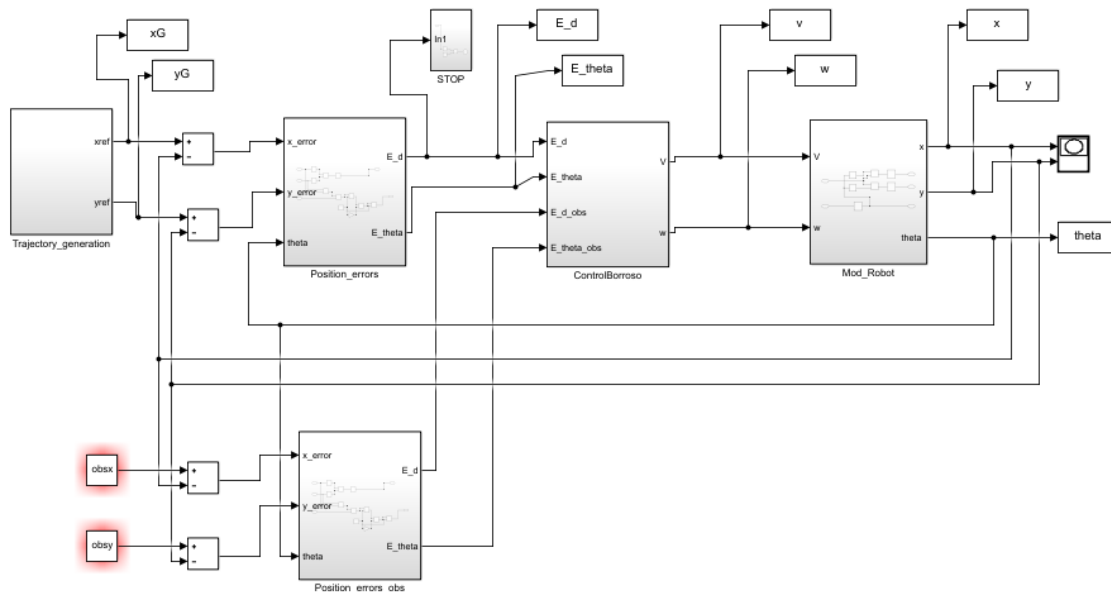 xG
yG
In1
STOP
E_d
E_theta
v
w
x
y
xref
yref
Trajectory_generation
+
−
+
−
x_error
y_error
theta
E_d
E_theta
Position_errors
E_d
E_theta
E_d_obs
E_theta_obs
V
w
ControlBorroso
V
w
x
y
theta
Mod_Robot
theta
obsx
obsy
+
−
+
−
x_error
y_error
theta
E_d
E_theta
Position_errors_obs